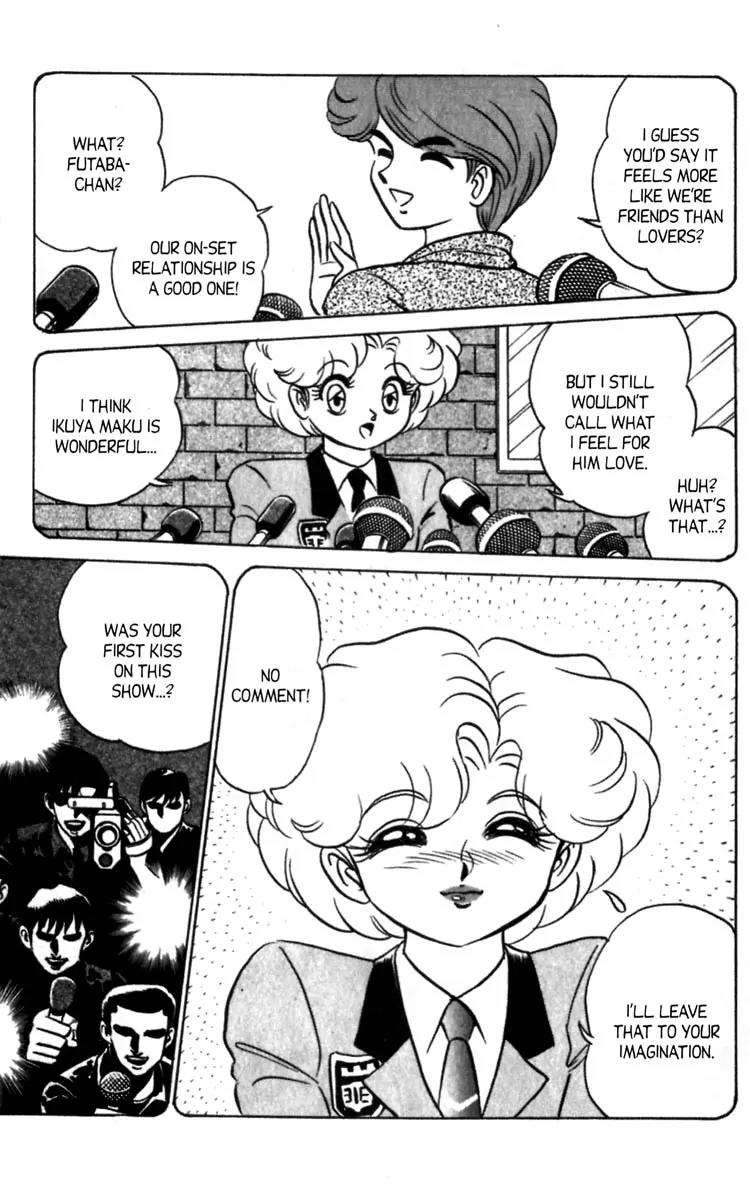 WHAT?
FUTABA-
CHAN?
OUR ON-SET
RELATIONSHIP IS
A GOOD ONE!
I GUESS
YOU'D SAY IT
FEELS MORE
LIKE WE'RE
FRIENDS THAN
LOVERS?
I THINK
IKUYA MAKU IS
WONDERFUL...
BUT I STILL
WOULDN'T
CALL WHAT
I FEEL FOR
HIM LOVE.
HUH?
WHAT'S
THAT...?
WAS YOUR
FIRST KISS
ON THIS
SHOW...?
NO
COMMENT!
I'LL LEAVE
THAT TO YOUR
IMAGINATION.